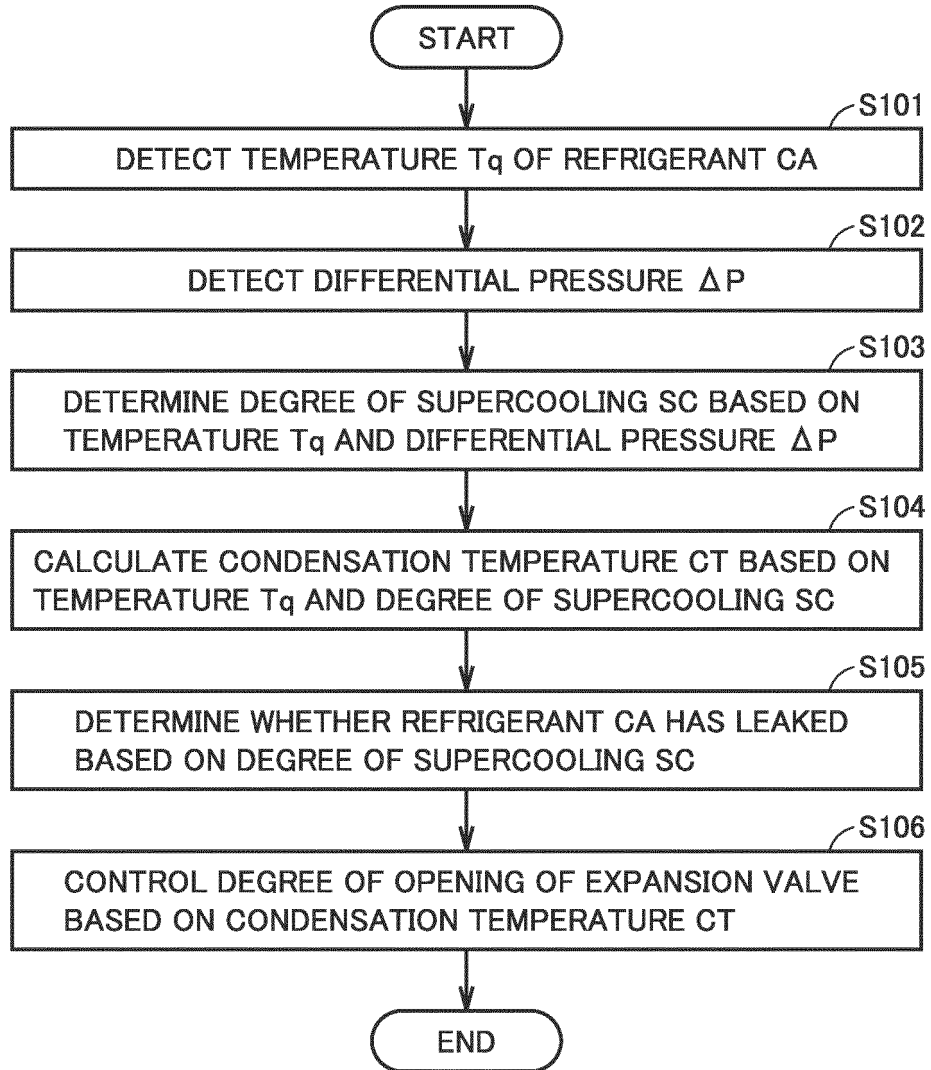 START
S101
DETECT TEMPERATURE Tq OF REFRIGERANT CA
S102
DETECT DIFFERENTIAL PRESSURE ΔP
S103
DETERMINE DEGREE OF SUPERCOOLING SC BASED ON
TEMPERATURE Tq AND DIFFERENTIAL PRESSURE ΔP
S104
CALCULATE CONDENSATION TEMPERATURE CT BASED ON
TEMPERATURE Tq AND DEGREE OF SUPERCOOLING SC
S105
DETERMINE WHETHER REFRIGERANT CA HAS LEAKED
BASED ON DEGREE OF SUPERCOOLING SC
S106
CONTROL DEGREE OF OPENING OF EXPANSION VALVE
BASED ON CONDENSATION TEMPERATURE CT
END